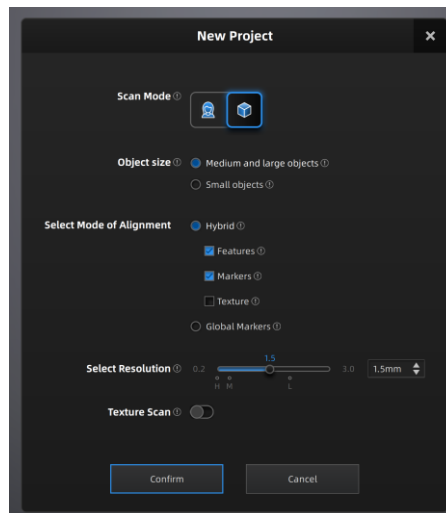 New Project
Scan Mode
Object size
Medium and large objects
Small objects
Select Mode of Alignment
Hybrid
Features
Markers
Texture
Global Markers
Select Resolution 0.2 1.5 3.0 1.5mm
H M L
Texture Scan
Confirm Cancel